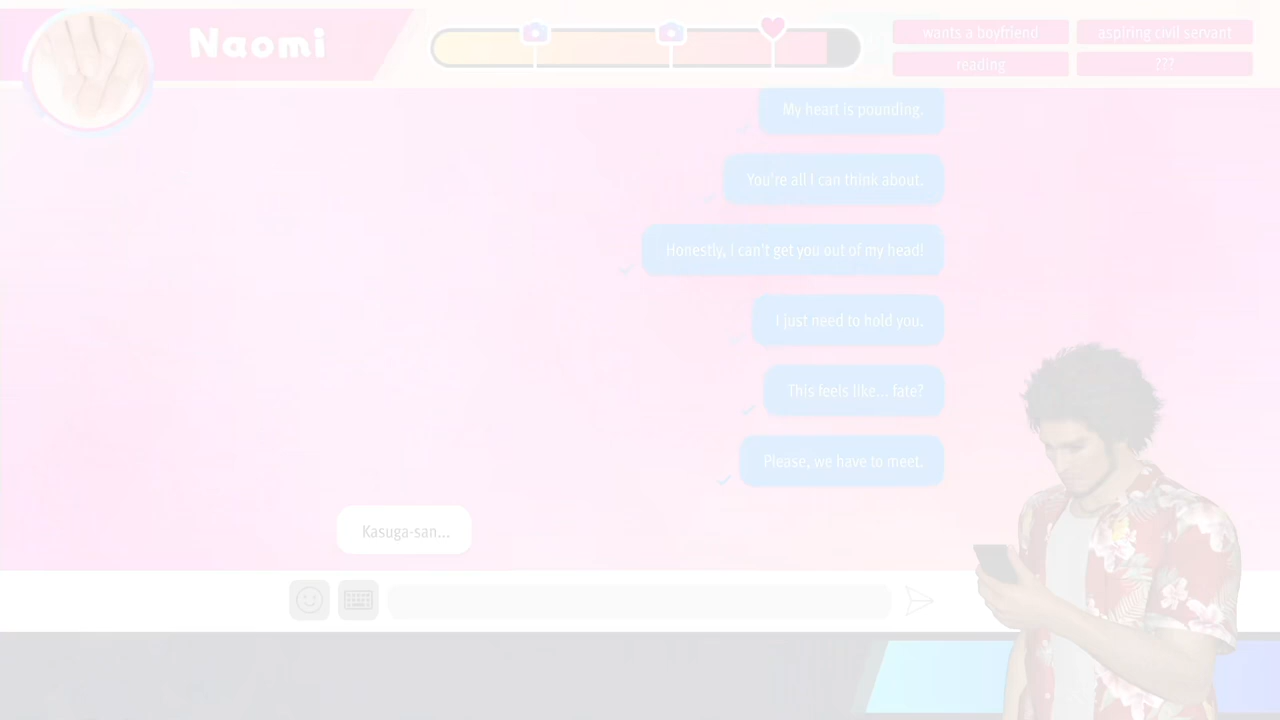 Naomi
wants a boyfriend
aspiring civil servant
reading
???
My heart is pounding.
You're all I can think about.
Honestly, I can't get you out of my head!
I just need to hold you.
This feels like... fate?
Please, we have to meet.
Kasuga-san...